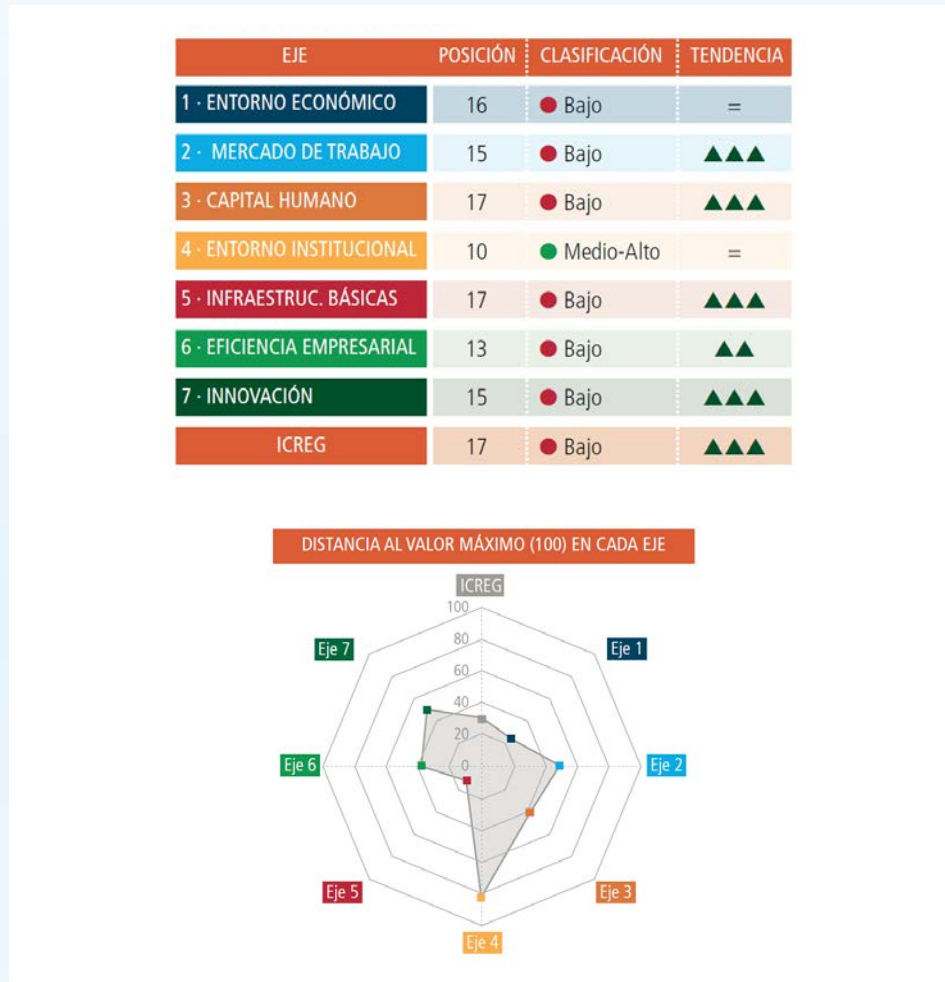 EJE POSICIÓN CLASIFICACIÓN TENDENCIA
1 · ENTORNO ECONÓMICO 16 Bajo =
2 · MERCADO DE TRABAJO 15 Bajo ▲▲▲
3 · CAPITAL HUMANO 17 Bajo ▲▲▲
4 · ENTORNO INSTITUCIONAL 10 Medio-Alto =
5 · INFRAESTRUC. BÁSICAS 17 Bajo ▲▲▲
6 · EFICIENCIA EMPRESARIAL 13 Bajo ▲▲
7 · INNOVACIÓN 15 Bajo ▲▲▲
ICREG 17 Bajo ▲▲▲
DISTANCIA AL VALOR MÁXIMO (100) EN CADA EJE
ICREG
100
80
60
40
20
0
Eje 7
Eje 1
Eje 6
Eje 2
Eje 5
Eje 3
Eje 4